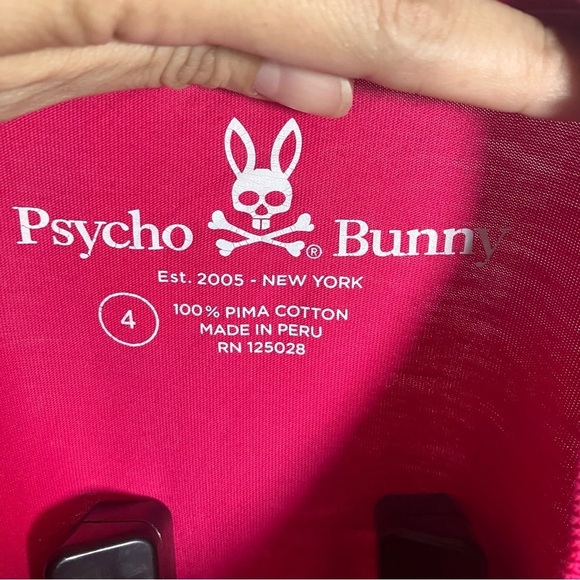 Psycho Bunny®
Est. 2005 - NEW YORK
4
100% PIMA COTTON
MADE IN PERU
RN 125028